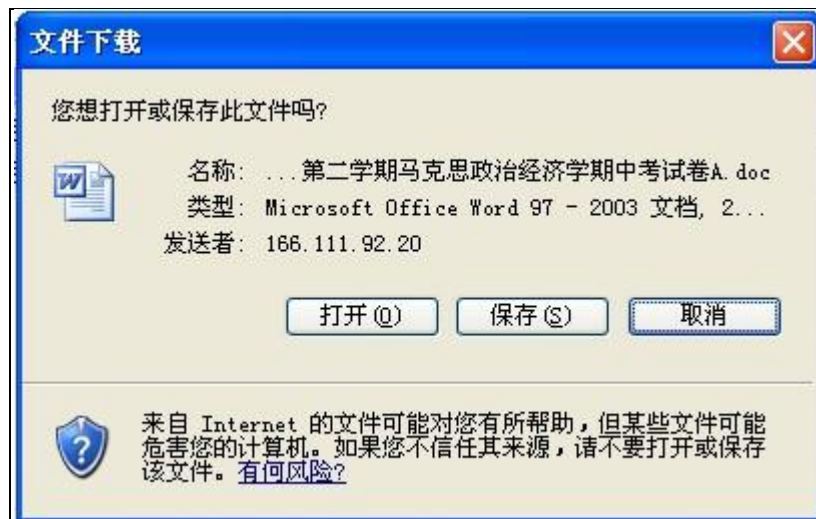 文件下载
您想打开或保存此文件吗?
名称: ...第二学期马克思政治经济学期中考试卷A.doc
类型: Microsoft Office Word 97 - 2003 文档, 2...
发送者: 166.111.92.20
打开(O) 保存(S) 取消
来自 Internet 的文件可能对您有所帮助,但某些文件可能
危害您的计算机。如果您不信任其来源,请不要打开或保存
该文件。有何风险?